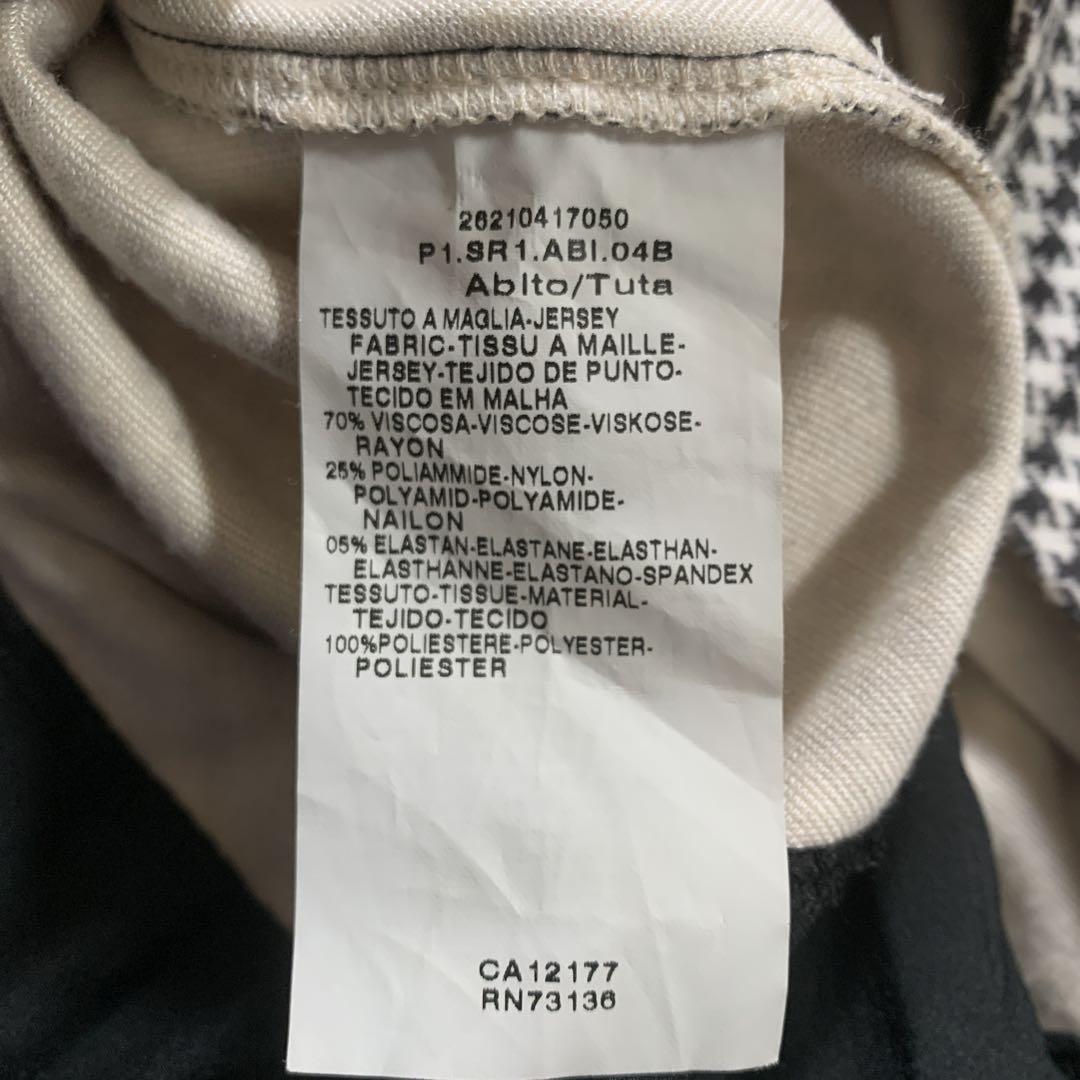 26210417050
P1.SR1.ABI.04B
Abito/Tuta
TESSUTO A MAGLIA-JERSEY
FABRIC-TISSU A MAILLE-
JERSEY-TEJIDO DE PUNTO-
TECIDO EM MALHA
70% VISCOSA-VISCOSE-VISKOSE-
RAYON
25% POLIAMMIDE-NYLON-
POLYAMID-POLYAMIDE-
NAILON
05% ELASTAN-ELASTANE-ELASTHAN-
ELASTHANNE-ELASTANO-SPANDEX
TESSUTO-TISSUE-MATERIAL-
TEJIDO-TECIDO
100%POLIESTERE-POLYESTER-
POLIESTER
CA12177
RN73136